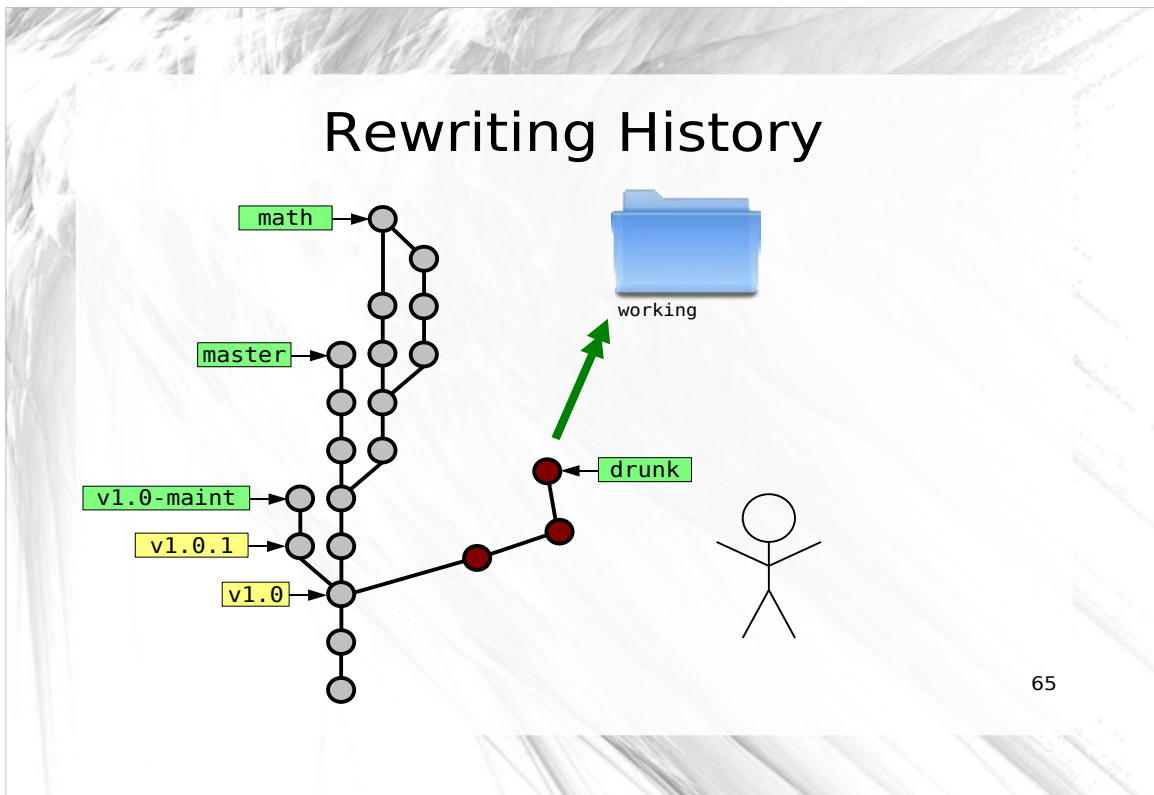 Rewriting History
math
working
master
drunk
v1.0-maint
v1.0.1
v1.0
65